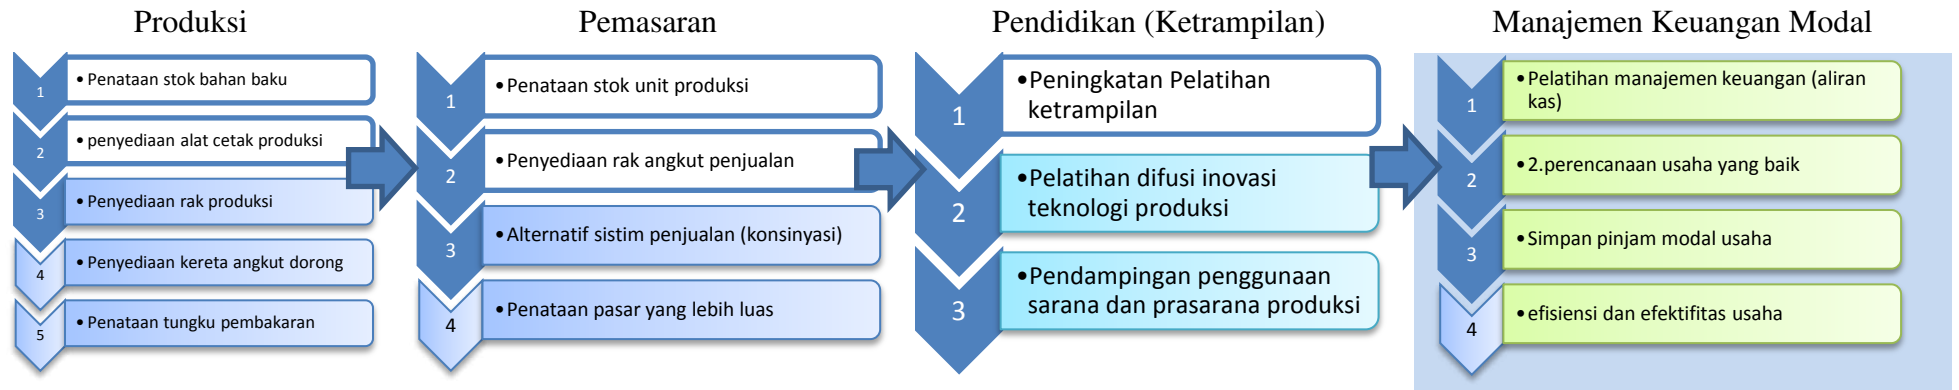 Produksi
1
•Penataan stok bahan baku
2
•penyediaan alat cetak produksi
3
•Penyediaan rak produksi
4
•Penyediaan kereta angkut dorong
5
•Penataan tungku pembakaran
Pemasaran
1
•Penataan stok unit produksi
2
•Penyediaan rak angkut penjualan
3
•Alternatif sistim penjualan (konsinyasi)
4
•Penataan pasar yang lebih luas
Pendidikan (Ketrampilan)
1
•Peningkatan Pelatihan
ketrampilan
2
•Pelatihan difusi inovasi
teknologi produksi
3
•Pendampingan penggunaan
sarana dan prasarana produksi
Manajemen Keuangan Modal
1
•Pelatihan manajemen keuangan (aliran
kas)
2
•2.perencanaan usaha yang baik
3
•Simpan pinjam modal usaha
4
•efisiensi dan efektifitas usaha